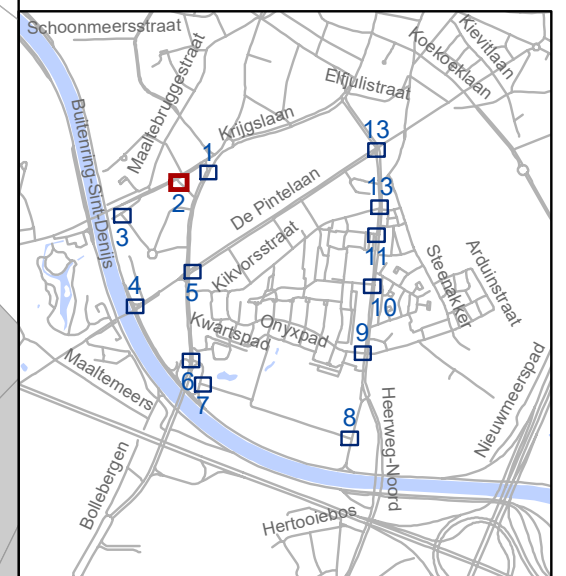 Schoonmeersstraat
Kievitlaan
Koekoeklaan
Maaltebruggestraat
Elfjulistraat
Buitenring-Sint-Denijs
Krijgslaan
13
1
2
De Pintelaan
13
3
Kikvorsstraat
11
Steenakker
Arduinstraat
4
5
10
Kwartspad
Onyxpad
9
Maaltemeers
6
7
Nieuwmeerspad
8
Heerweg-Noord
Bollebergen
Hertooiebos